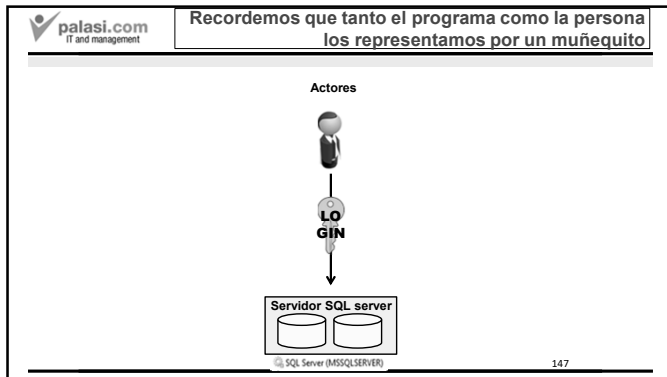 palasi.com
IT and management
Recordemos que tanto el programa como la persona
los representamos por un muñequito
Actores
LO
GIN
Servidor SQL server
SQL Server (MSSQLSERVER)
147